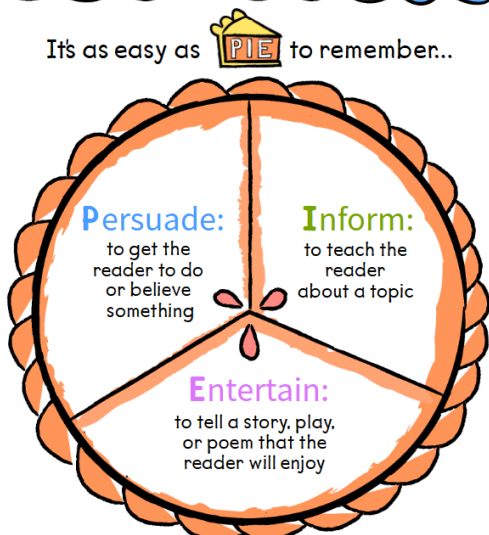 It's as easy as PIE to remember...
Persuade:
to get the
reader to do
or believe
something
Inform:
to teach the
reader
about a topic
Entertain:
to tell a story, play,
or poem that the
reader will enjoy